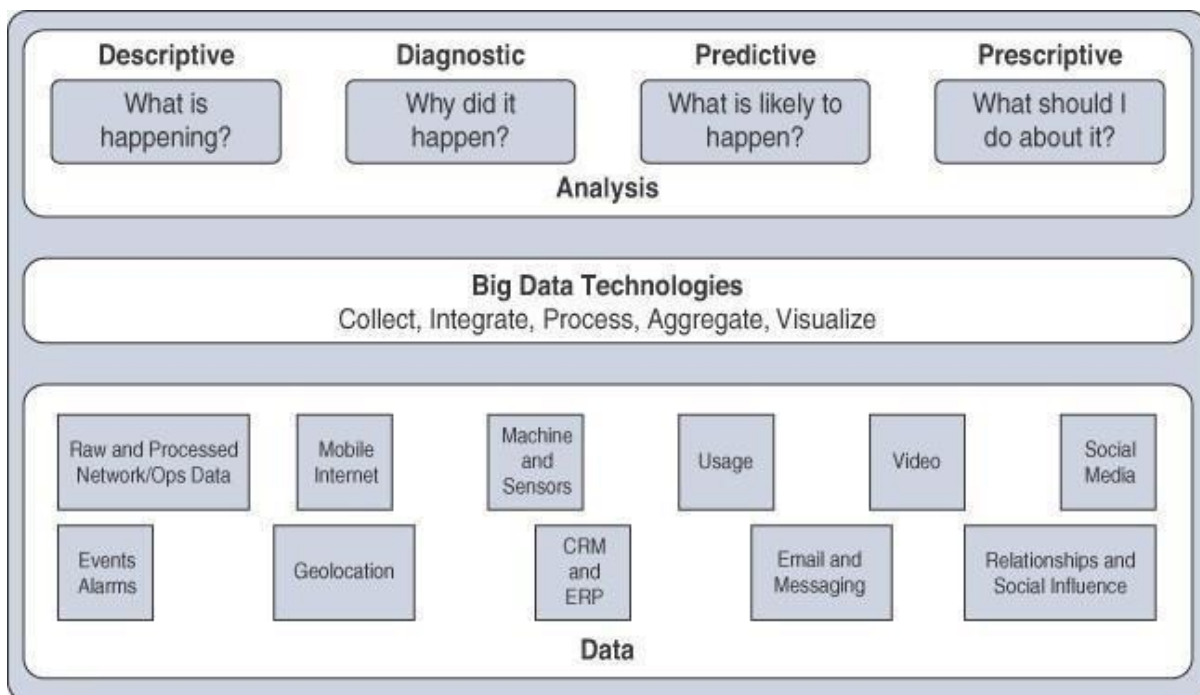 Descriptive
What is
happening?
Diagnostic
Why did it
happen?
Predictive
What is likely to
happen?
Prescriptive
What should I
do about it?
Analysis
Big Data Technologies
Collect, Integrate, Process, Aggregate, Visualize
Raw and Processed
Network/Ops Data
Mobile
Internet
Machine
and
Sensors
Usage
Video
Social
Media
Events
Alarms
Geolocation
CRM
and
ERP
Email and
Messaging
Relationships and
Social Influence
Data